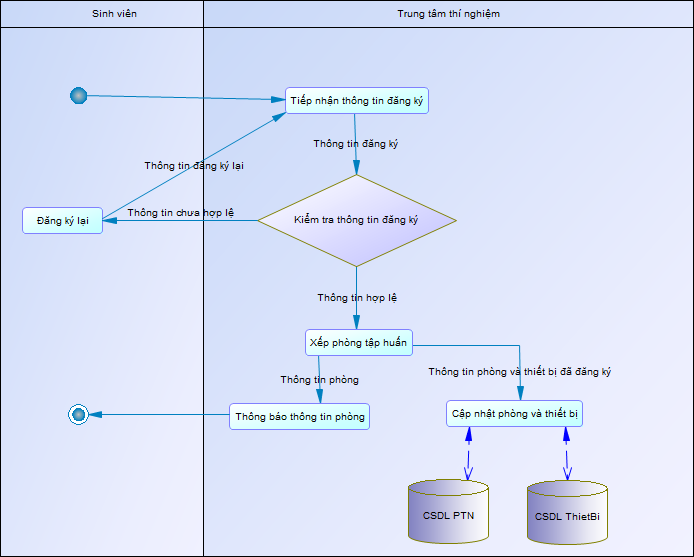 Sinh viên
Trung tâm thí nghiệm
Tiếp nhận thông tin đăng ký
Thông tin đăng ký
Thông tin đăng ký lại
Đăng ký lại
Thông tin chưa hợp lệ
Kiểm tra thông tin đăng ký
Thông tin hợp lệ
Xếp phòng tập huấn
Thông tin phòng
Thông tin phòng và thiết bị đã đăng ký
Thông báo thông tin phòng
Cập nhật phòng và thiết bị
CSDL PTN
CSDL ThietBi